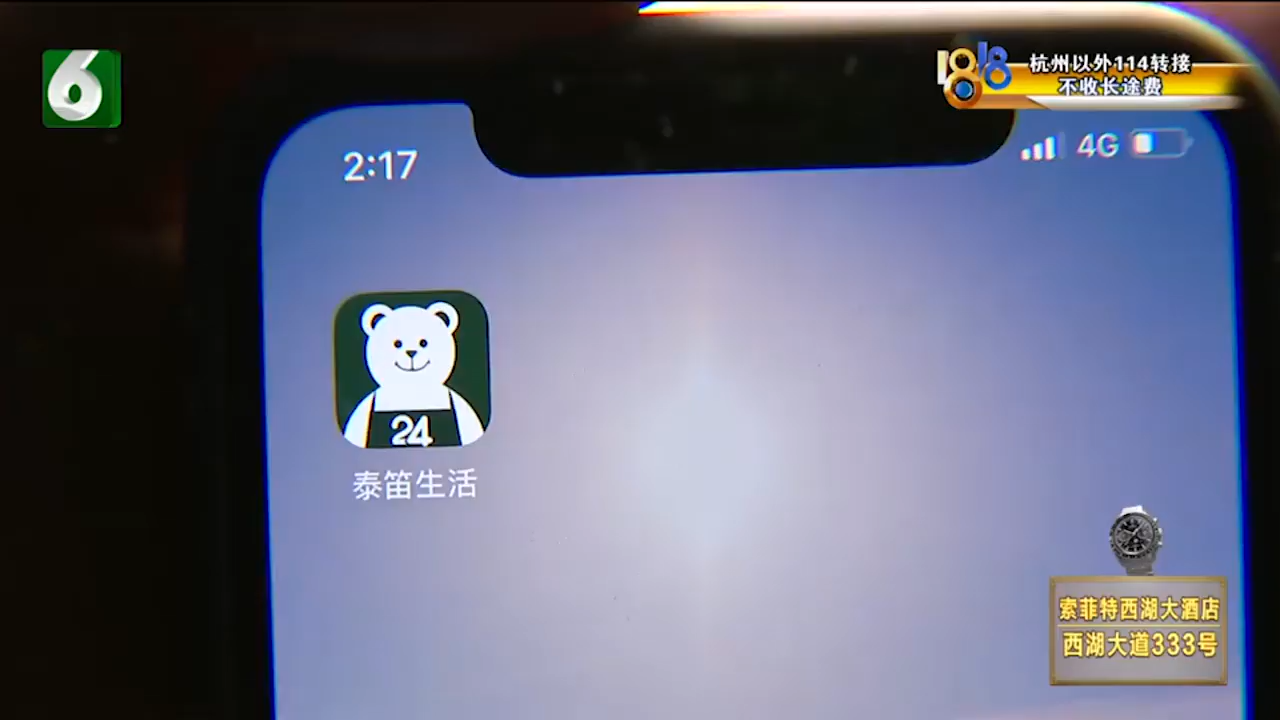 6
1818
杭州以外114转接
不收长途费
2:17
4G
24
泰笛生活
索菲特西湖大酒店
西湖大道333号